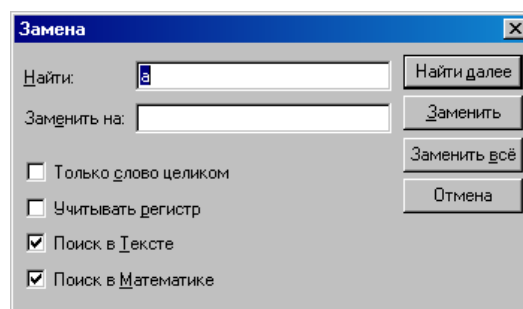 Замена
Найти: а
Найти далее
Заменить на:
Заменить
Заменить всё
Только слово целиком
Отмена
Учитывать регистр
Поиск в Тексте
Поиск в Математике